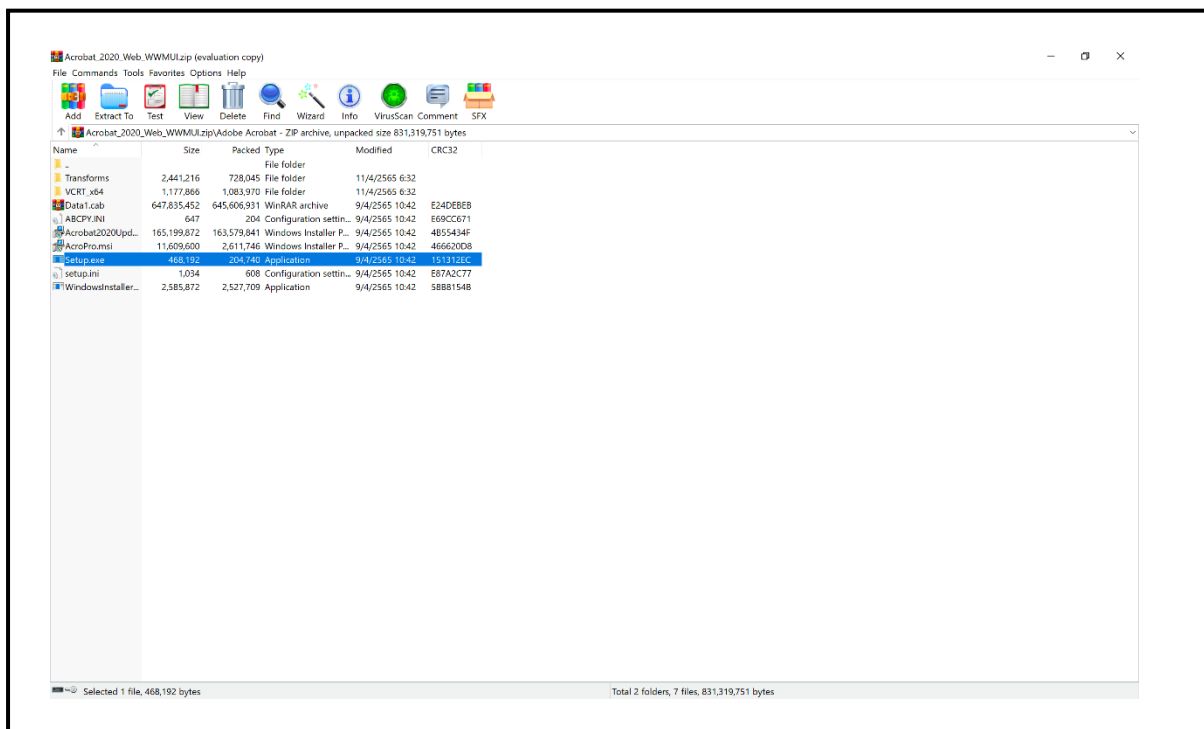 Acrobat_2020_Web_WWMUI.zip (evaluation copy)
File Commands Tools Favorites Options Help
Add Extract To Test View Delete Find Wizard Info VirusScan Comment SFX
Acrobat_2020_Web_WWMUI.zip\Adobe Acrobat - ZIP archive, unpacked size 831,319,751 bytes
Name Size Packed Type Modified CRC32
.. File folder
Transforms 2,441,216 728,045 File folder 11/4/2565 6:32
VCRT_x64 1,177,866 1,083,970 File folder 11/4/2565 6:32
Data1.cab 647,835,452 645,606,931 WinRAR archive 9/4/2565 10:42 E24DEBEB
ABCPY.INI 647 204 Configuration settin... 9/4/2565 10:42 E69CC671
Acrobat2020Upd... 165,199,872 163,579,841 Windows Installer P... 9/4/2565 10:42 4B55434F
AcroPro.msi 11,609,600 2,611,746 Windows Installer P... 9/4/2565 10:42 466620D8
Setup.exe 468,192 204,740 Application 9/4/2565 10:42 151312EC
setup.ini 1,034 608 Configuration settin... 9/4/2565 10:42 E87A2C77
WindowsInstaller... 2,585,872 2,527,709 Application 9/4/2565 10:42 5B8B154B
Selected 1 file, 468,192 bytes Total 2 folders, 7 files, 831,319,751 bytes